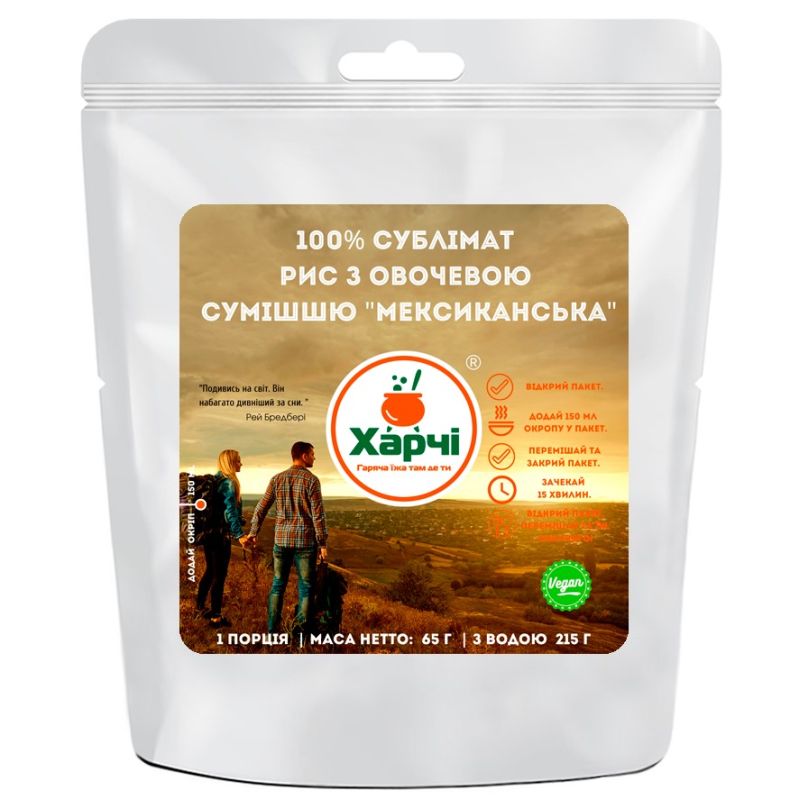 100% СУБЛІМАТ
РИС З ОВОЧЕВОЮ
СУМІШШЮ "МЕКСИКАНСЬКА"
®
"Подивись на світ. Він
набагато дивніший за сни. "
Рей Бредбері
Харчі
Гаряча їжа там де ти
ВІДКРИЙ ПАКЕТ.
ДОДАЙ 150 МЛ
ОКРОПУ У ПАКЕТ.
ПЕРЕМІШАЙ ТА
ЗАКРИЙ ПАКЕТ.
ЗАЧЕКАЙ
15 ХВИЛИН.
ВІДКРИЙ ПАКЕТ,
ДОДАЙ ОКРІП 150
Vegan
1 ПОРЦІЯ | МАСА НЕТТО: 65 Г | З ВОДОЮ 215 Г